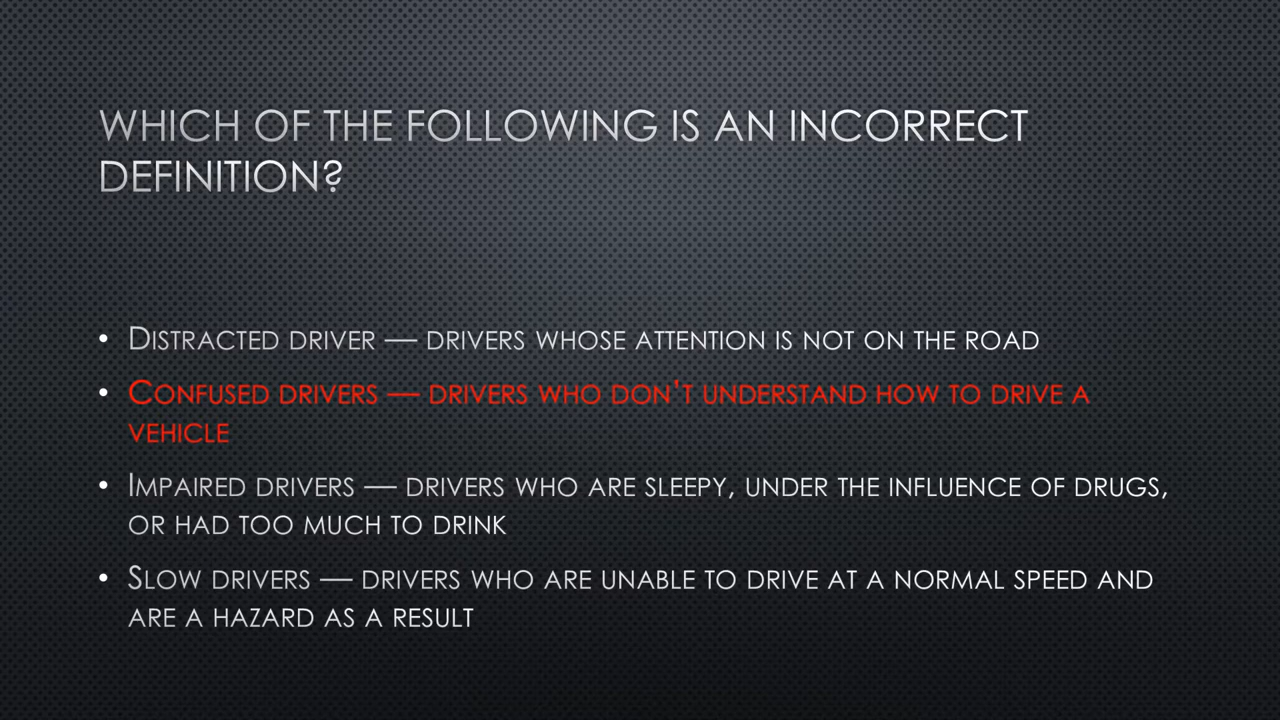 WHICH OF THE FOLLOWING IS AN INCORRECT
DEFINITION?
• DISTRACTED DRIVER — DRIVERS WHOSE ATTENTION IS NOT ON THE ROAD
• CONFUSED DRIVERS — DRIVERS WHO DON’T UNDERSTAND HOW TO DRIVE A
VEHICLE
• IMPAIRED DRIVERS — DRIVERS WHO ARE SLEEPY, UNDER THE INFLUENCE OF DRUGS,
OR HAD TOO MUCH TO DRINK
• SLOW DRIVERS — DRIVERS WHO ARE UNABLE TO DRIVE AT A NORMAL SPEED AND
ARE A HAZARD AS A RESULT